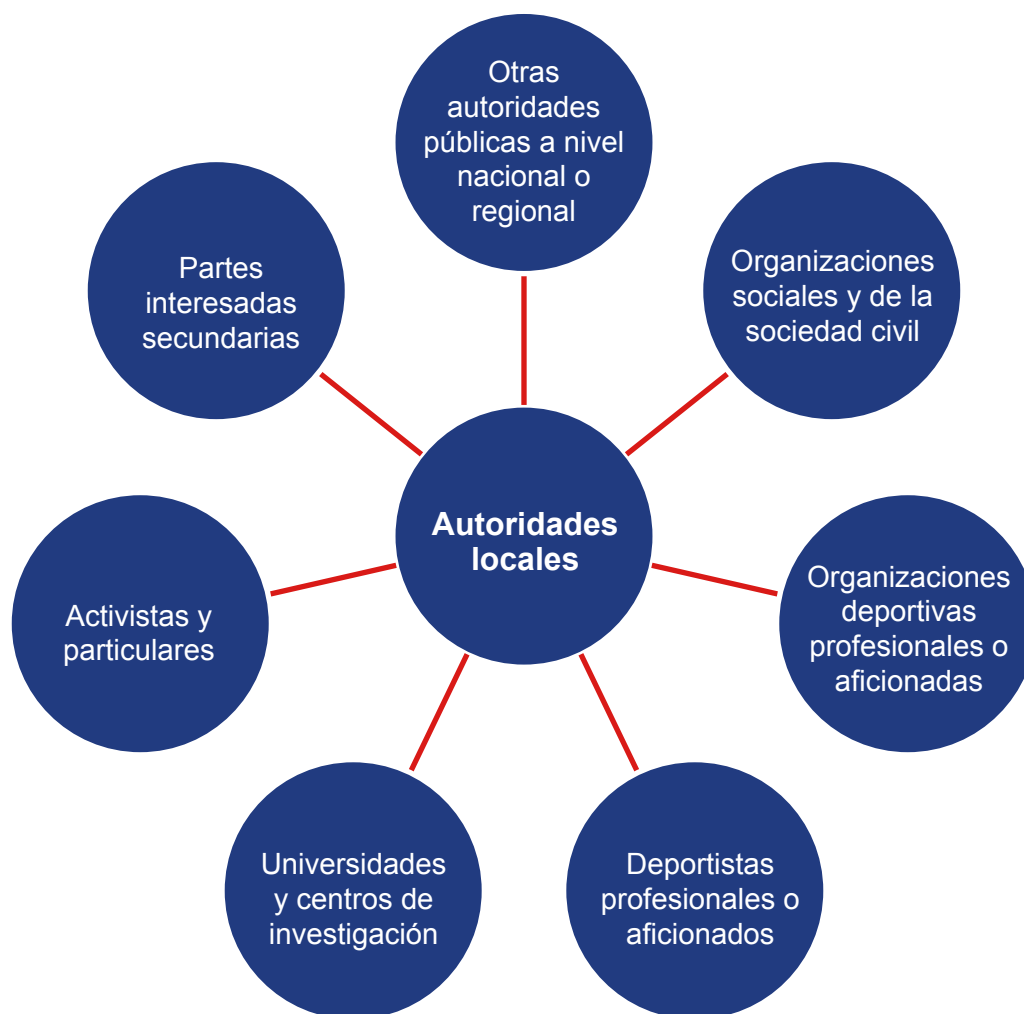 Otras
autoridades
públicas a nivel
nacional o
regional
Organizaciones
sociales y de la
sociedad civil
Organizaciones
deportivas
profesionales o
aficionadas
Deportistas
profesionales o
aficionados
Universidades
y centros de
investigación
Activistas y
particulares
Partes
interesadas
secundarias
Autoridades
locales